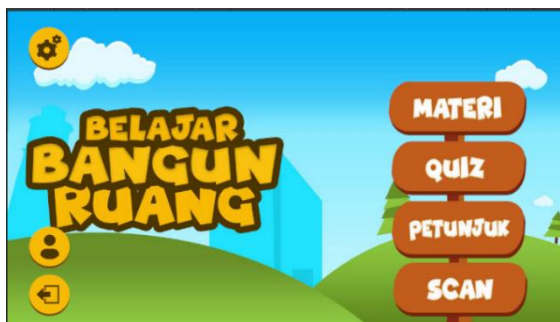 BELAJAR
BANGUN
RUANG
MATERI
QUIZ
PETUNJUK
SCAN